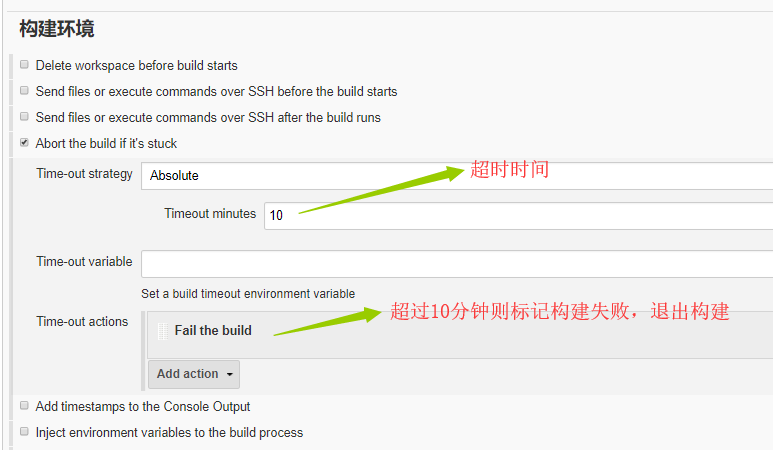 构建环境
Delete workspace before build starts
Send files or execute commands over SSH before the build starts
Send files or execute commands over SSH after the build runs
Abort the build if it's stuck
Time-out strategy Absolute 超时时间
Timeout minutes 10
Time-out variable
Set a build timeout environment variable
Time-out actions Fail the build 超过10分钟则标记构建失败，退出构建
Add action
Add timestamps to the Console Output
Inject environment variables to the build process